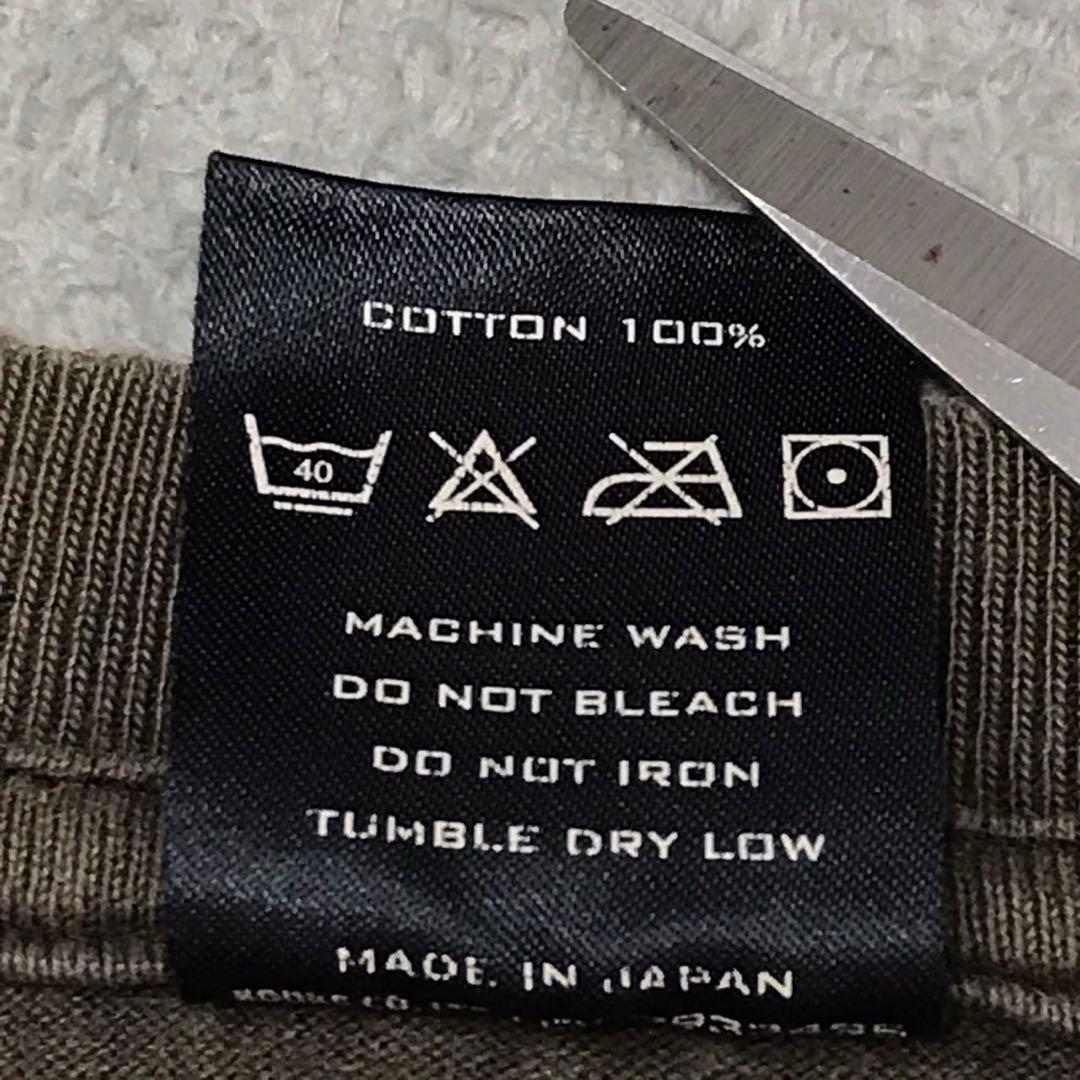 COTTON 100%
40
MACHINE WASH
DO NOT BLEACH
DO NOT IRON
TUMBLE DRY LOW
MADE IN JAPAN